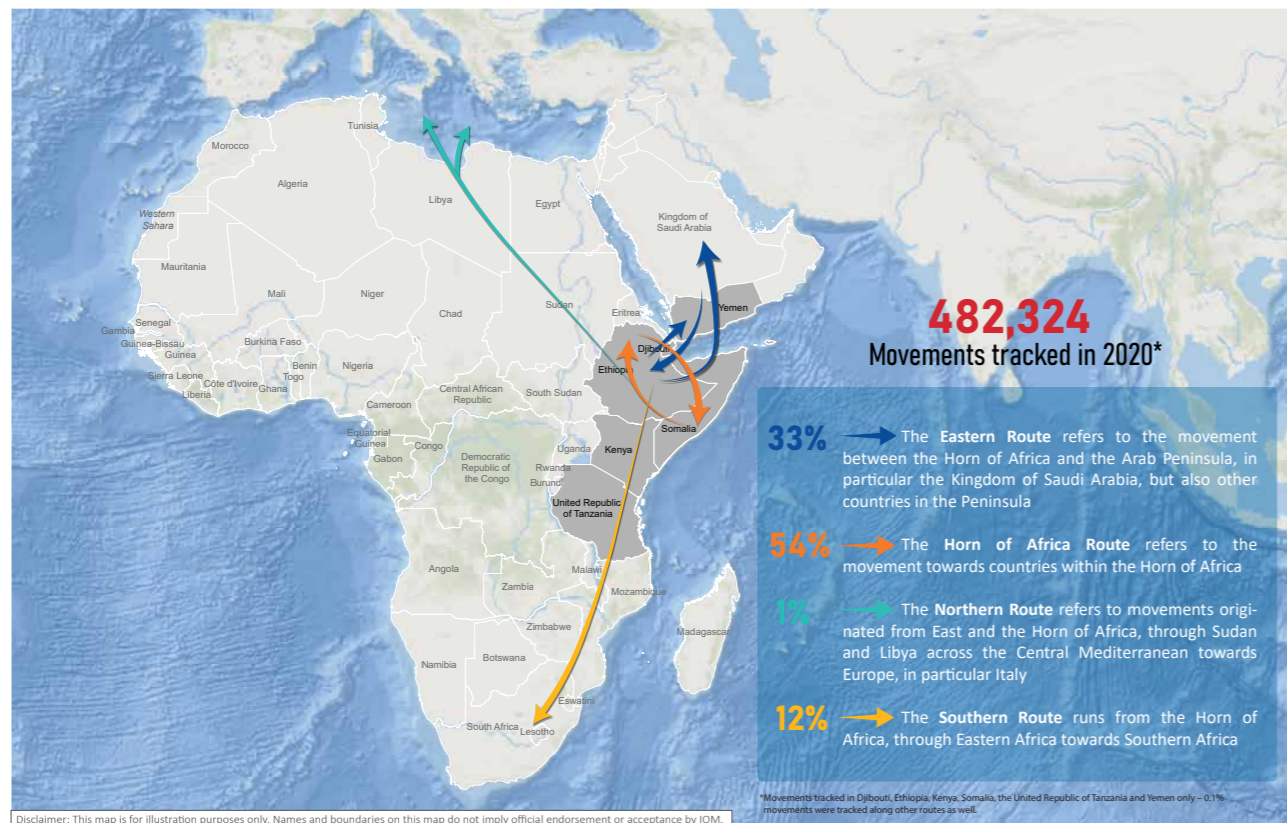 Tunisia
Morocco
Algeria
Libya
Egypt
Western
Sahara
Kingdom of
Saudi Arabia
Mauritania
Mali
Niger
Chad
Sudan
Eritrea
Yemen
Senegal
Gambia
Guinea-Bissau
Guinea
Burkina Faso
Djibouti
Sierra Leone
Liberia
Côte d'Ivoire
Ghana
Togo
Benin
Nigeria
Ethiopia
Central African
Republic
South Sudan
Cameroon
Somalia
Equatorial
Guinea
Gabon
Congo
Democratic
Republic of
the Congo
Uganda
Kenya
Rwanda
Burundi
United Republic
of Tanzania
Angola
Malawi
Zambia
Mozambique
Zimbabwe
Madagascar
Namibia
Botswana
Eswatini
South Africa
Lesotho
482,324
Movements tracked in 2020*
33% The Eastern Route refers to the movement
between the Horn of Africa and the Arab Peninsula, in
particular the Kingdom of Saudi Arabia, but also other
countries in the Peninsula
54% The Horn of Africa Route refers to the
movement towards countries within the Horn of Africa
1% The Northern Route refers to movements origi-
nated from East and the Horn of Africa, through Sudan
and Libya across the Central Mediterranean towards
Europe, in particular Italy
12% The Southern Route runs from the Horn of
Africa, through Eastern Africa towards Southern Africa
*Movements tracked in Djibouti, Ethiopia, Kenya, Somalia, the United Republic of Tanzania and Yemen only – 0.1%
movements were tracked along other routes as well.
Disclaimer: This map is for illustration purposes only. Names and boundaries on this map do not imply official endorsement or acceptance by IOM.